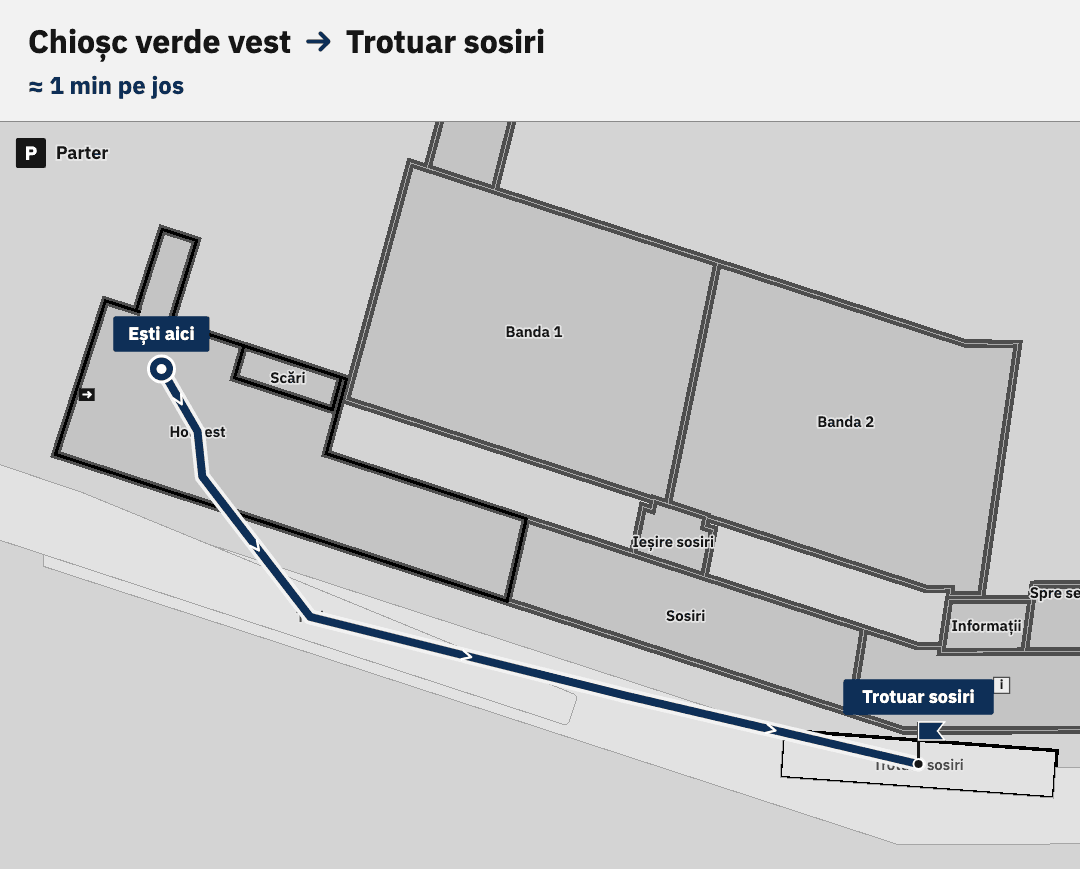 Chioșc verde vest → Trotuar sosiri
≈ 1 min pe jos
P Parter
Ești aici
Scări
Banda 1
Banda 2
Ieșire sosiri
Sosiri
Informații
Spre
i
Trotuar sosiri
sosiri